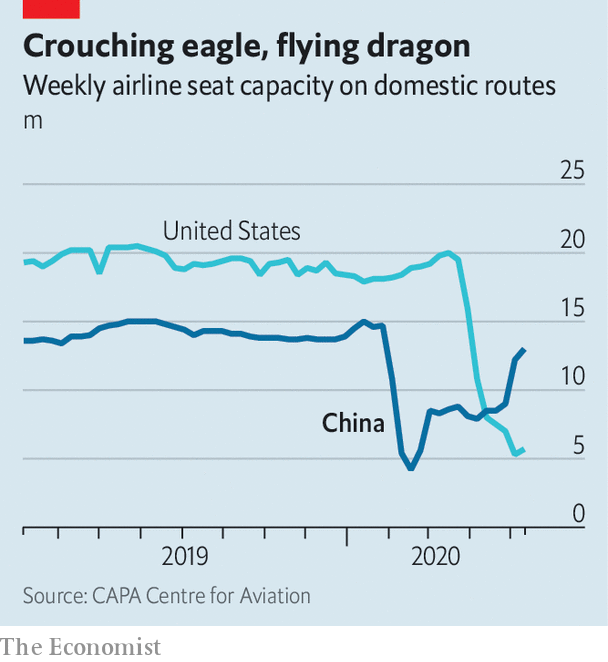 Crouching eagle, flying dragon
Weekly airline seat capacity on domestic routes
m
25
United States
20
15
10
China
5
0
2019
2020
Source: CAPA Centre for Aviation
The Economist